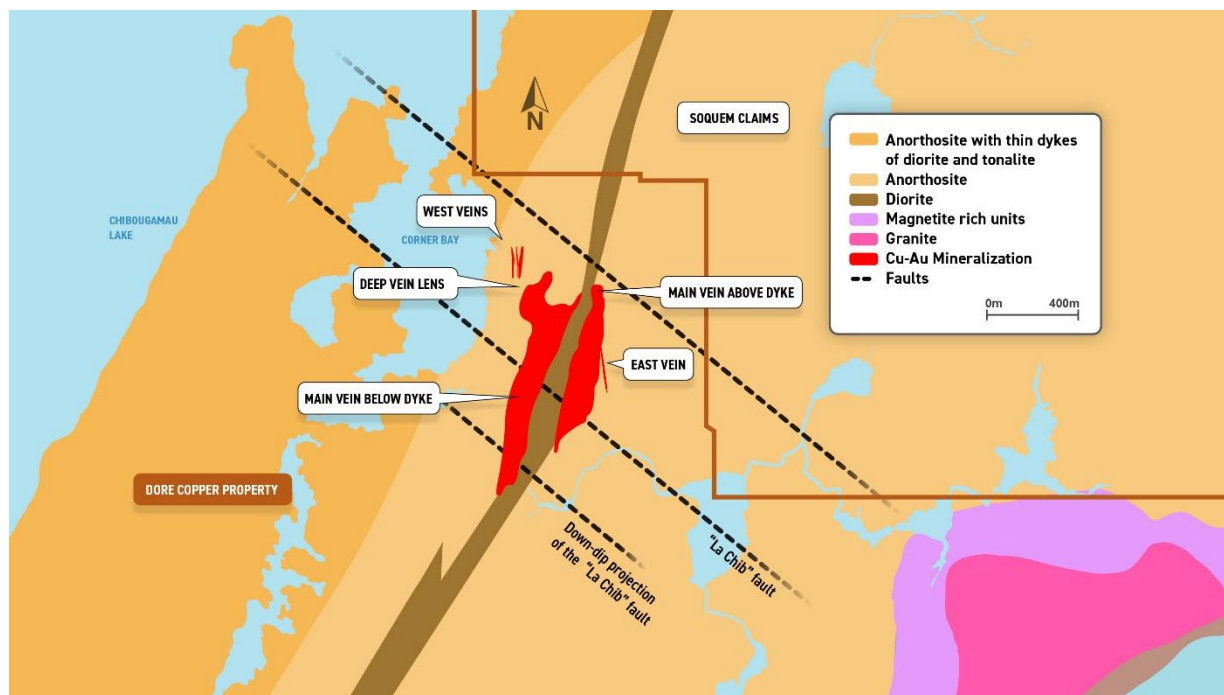 SOQUEM CLAIMS
N
Anorthosite with thin dykes
of diorite and tonalite
Anorthosite
Diorite
Magnetite rich units
Granite
Cu-Au Mineralization
Faults
0m 400m
CHIBOUGAMAU
LAKE
WEST VEINS
CORNER BAY
DEEP VEIN LENS
MAIN VEIN ABOVE DYKE
EAST VEIN
MAIN VEIN BELOW DYKE
DORE COPPER PROPERTY
Down-dip projection
of the "La Chib" fault
"La Chib" fault